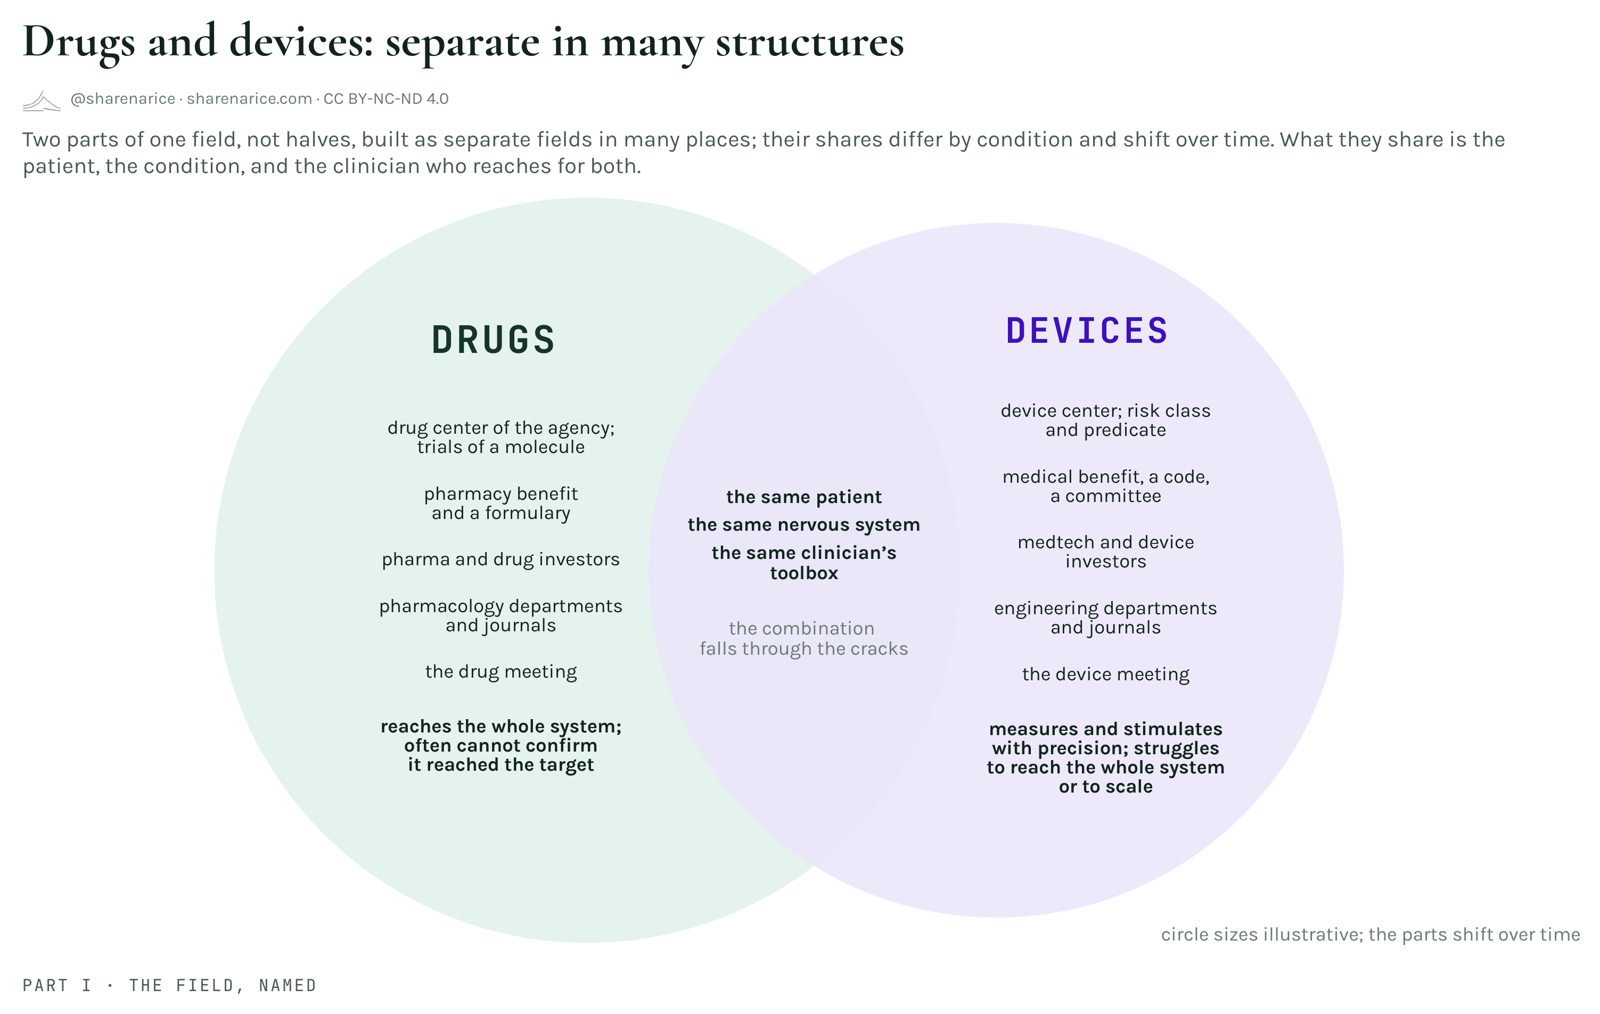 Drugs and devices: separate in many structures
@sharenarice · sharenarice.com · CC BY-NC-ND 4.0
Two parts of one field, not halves, built as separate fields in many places; their shares differ by condition and shift over time. What they share is the
patient, the condition, and the clinician who reaches for both.
DRUGS
drug center of the agency;
trials of a molecule
pharmacy benefit
and a formulary
pharma and drug investors
pharmacology departments
and journals
the drug meeting
reaches the whole system;
often cannot confirm
it reached the target
the same patient
the same nervous system
the same clinician’s
toolbox
the combination
falls through the cracks
DEVICES
device center; risk class
and predicate
medical benefit, a code,
a committee
medtech and device
investors
engineering departments
and journals
the device meeting
measures and stimulates
with precision; struggles
to reach the whole system
or to scale
circle sizes illustrative; the parts shift over time
PART I · THE FIELD, NAMED